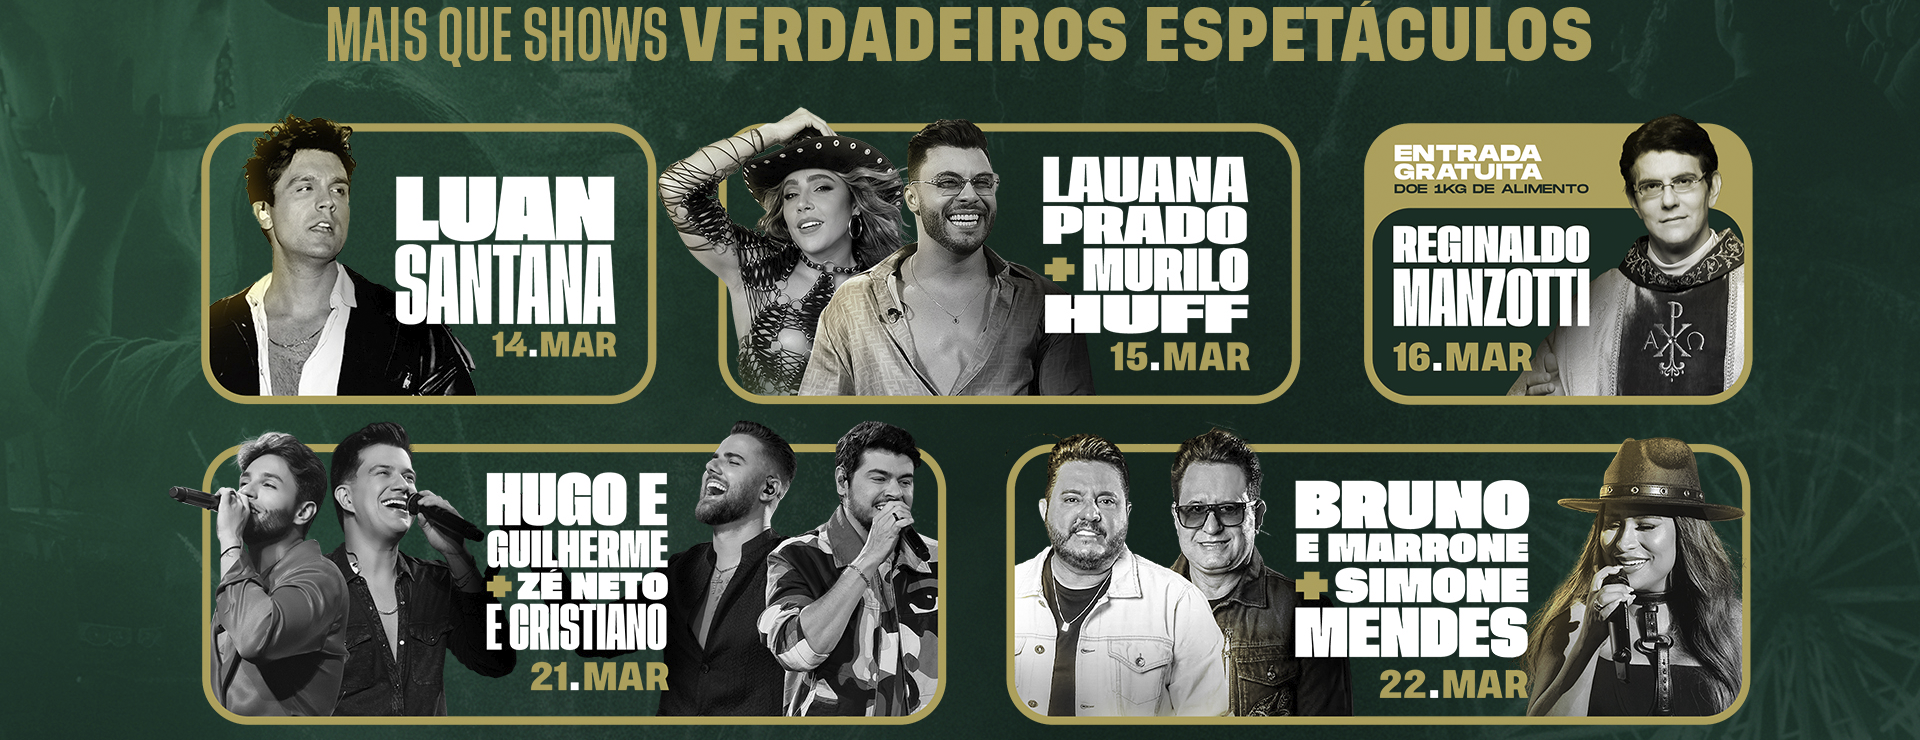 MAIS QUE SHOWS VERDADEIROS ESPETÁCULOS
LUAN
SANTANA
14.MAR
LAUANA
PRADO
+ MURILO
HUFF
15.MAR
ENTRADA
GRATUITA
DOE 1KG DE ALIMENTO
REGINALDO
MANZOTTI
16.MAR
P
Α Ω
HUGO E
GUILHERME
+ ZÉ NETO
E CRISTIANO
21.MAR
BRUNO
E MARRONE
+ SIMONE
MENDES
22.MAR